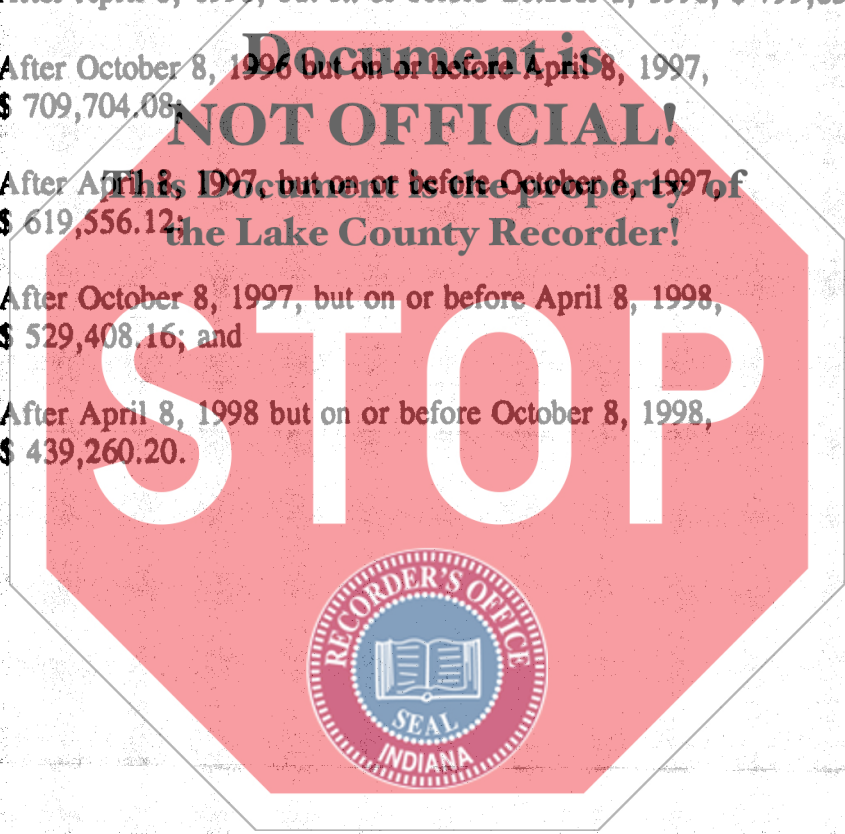 After October 8, 1996 but on or before April 8, 1997,
$ 709,704.08;
After April 8, 1997, but on or before October 8, 1997,
$ 619,556.12;
After October 8, 1997, but on or before April 8, 1998,
$ 529,408.16; and
After April 8, 1998 but on or before October 8, 1998,
$ 439,260.20.
Document is
NOT OFFICIAL!
This Document is the property of
the Lake County Recorder!
STOP
RECORDER'S OFFICE
SEAL
INDIANA